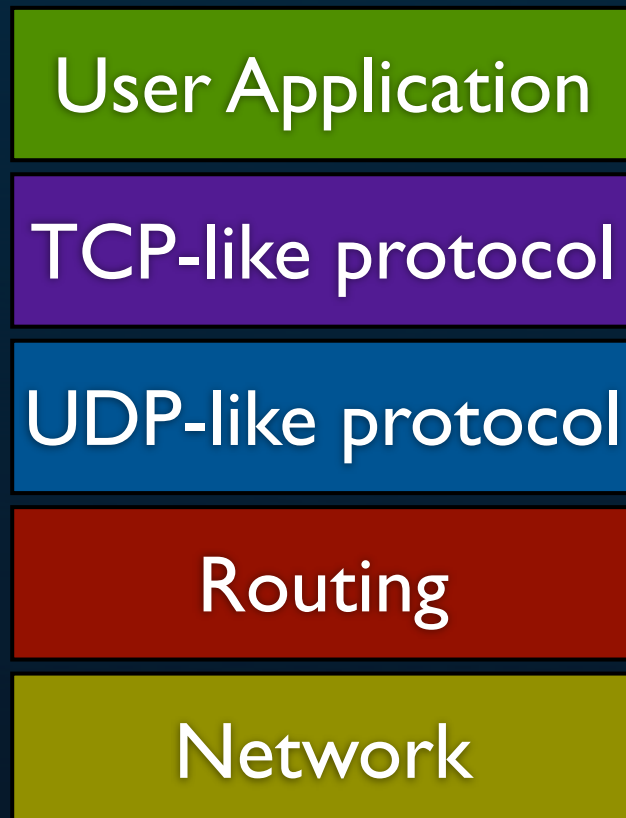 User Application
TCP-like protocol
UDP-like protocol
Routing
Network